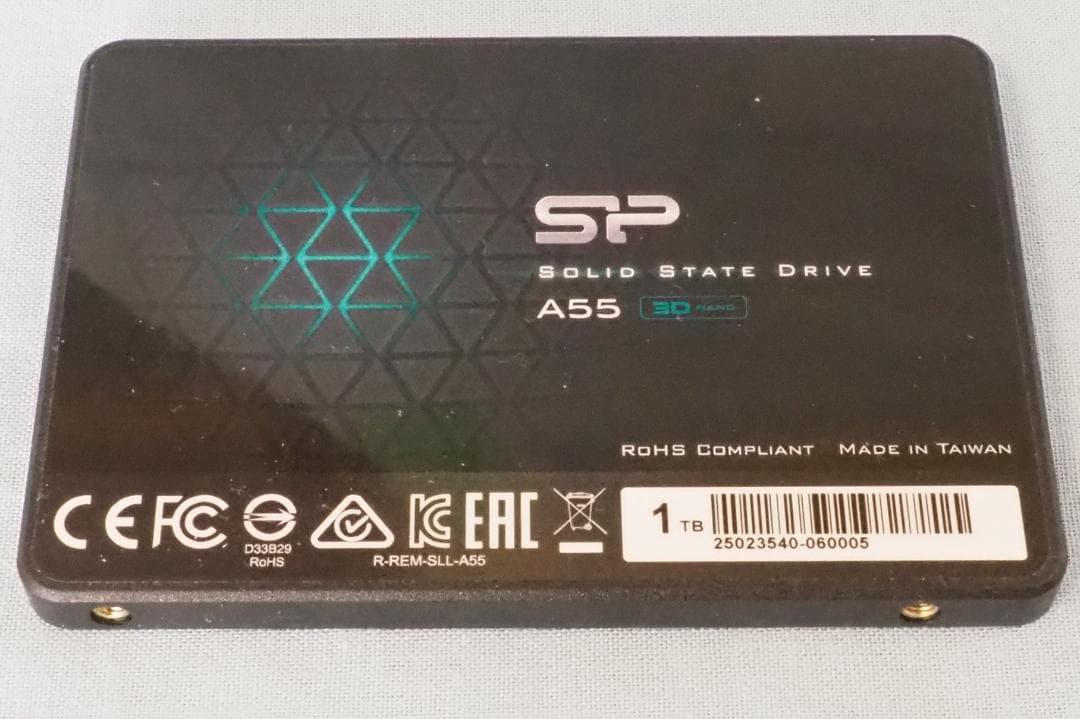 SP
SOLID STATE DRIVE
A55 3D NAND
ROHS COMPLIANT MADE IN TAIWAN
CE FC D33B29 RoHS R-REM-SLL-A55 KC EAC
1 TB
25023540-060005